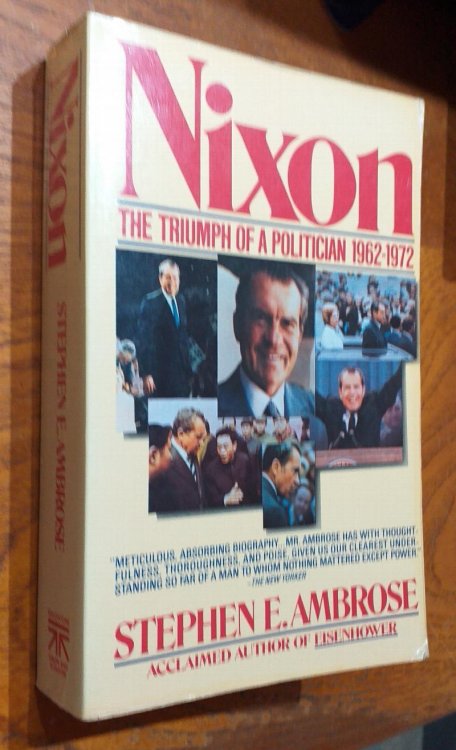 Nixon
THE TRIUMPH OF A POLITICIAN 1962-1972
"METICULOUS, ABSORBING BIOGRAPHY...MR. AMBROSE HAS WITH THOUGHT-
FULNESS, THOROUGHNESS, AND POISE, GIVEN US OUR CLEAREST UNDER-
STANDING SO FAR OF A MAN TO WHOM NOTHING MATTERED EXCEPT POWER."
—THE NEW YORKER
STEPHEN E. AMBROSE
ACCLAIMED AUTHOR OF EISENHOWER
Nixon
STEPHEN E. AMBROSE